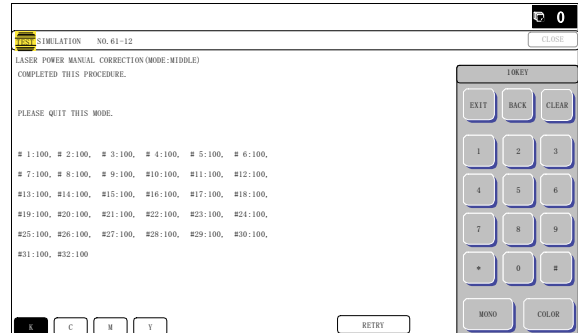 0
TEST SIMULATION NO.61-12
CLOSE
LASER POWER MANUAL CORRECTION(MODE:MIDDLE)
COMPLETED THIS PROCEDURE.
PLEASE QUIT THIS MODE.
# 1:100, # 2:100, # 3:100, # 4:100, # 5:100, # 6:100,
# 7:100, # 8:100, # 9:100, #10:100, #11:100, #12:100,
#13:100, #14:100, #15:100, #16:100, #17:100, #18:100,
#19:100, #20:100, #21:100, #22:100, #23:100, #24:100,
#25:100, #26:100, #27:100, #28:100, #29:100, #30:100,
#31:100, #32:100
K C M Y
RETRY
10KEY
EXIT BACK CLEAR
1 2 3
4 5 6
7 8 9
* 0 #
MONO COLOR